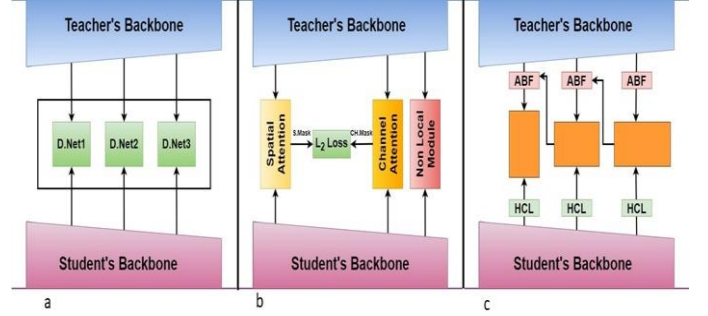 Teacher's Backbone
D.Net1 D.Net2 D.Net3
Student's Backbone
a
Teacher's Backbone
Spatial
Attention
S.Mask
L2 Loss
CH.Mask
Channel
Attention
Non Local
Module
Student's Backbone
b
Teacher's Backbone
ABF ABF ABF
HCL HCL HCL
Student's Backbone
c